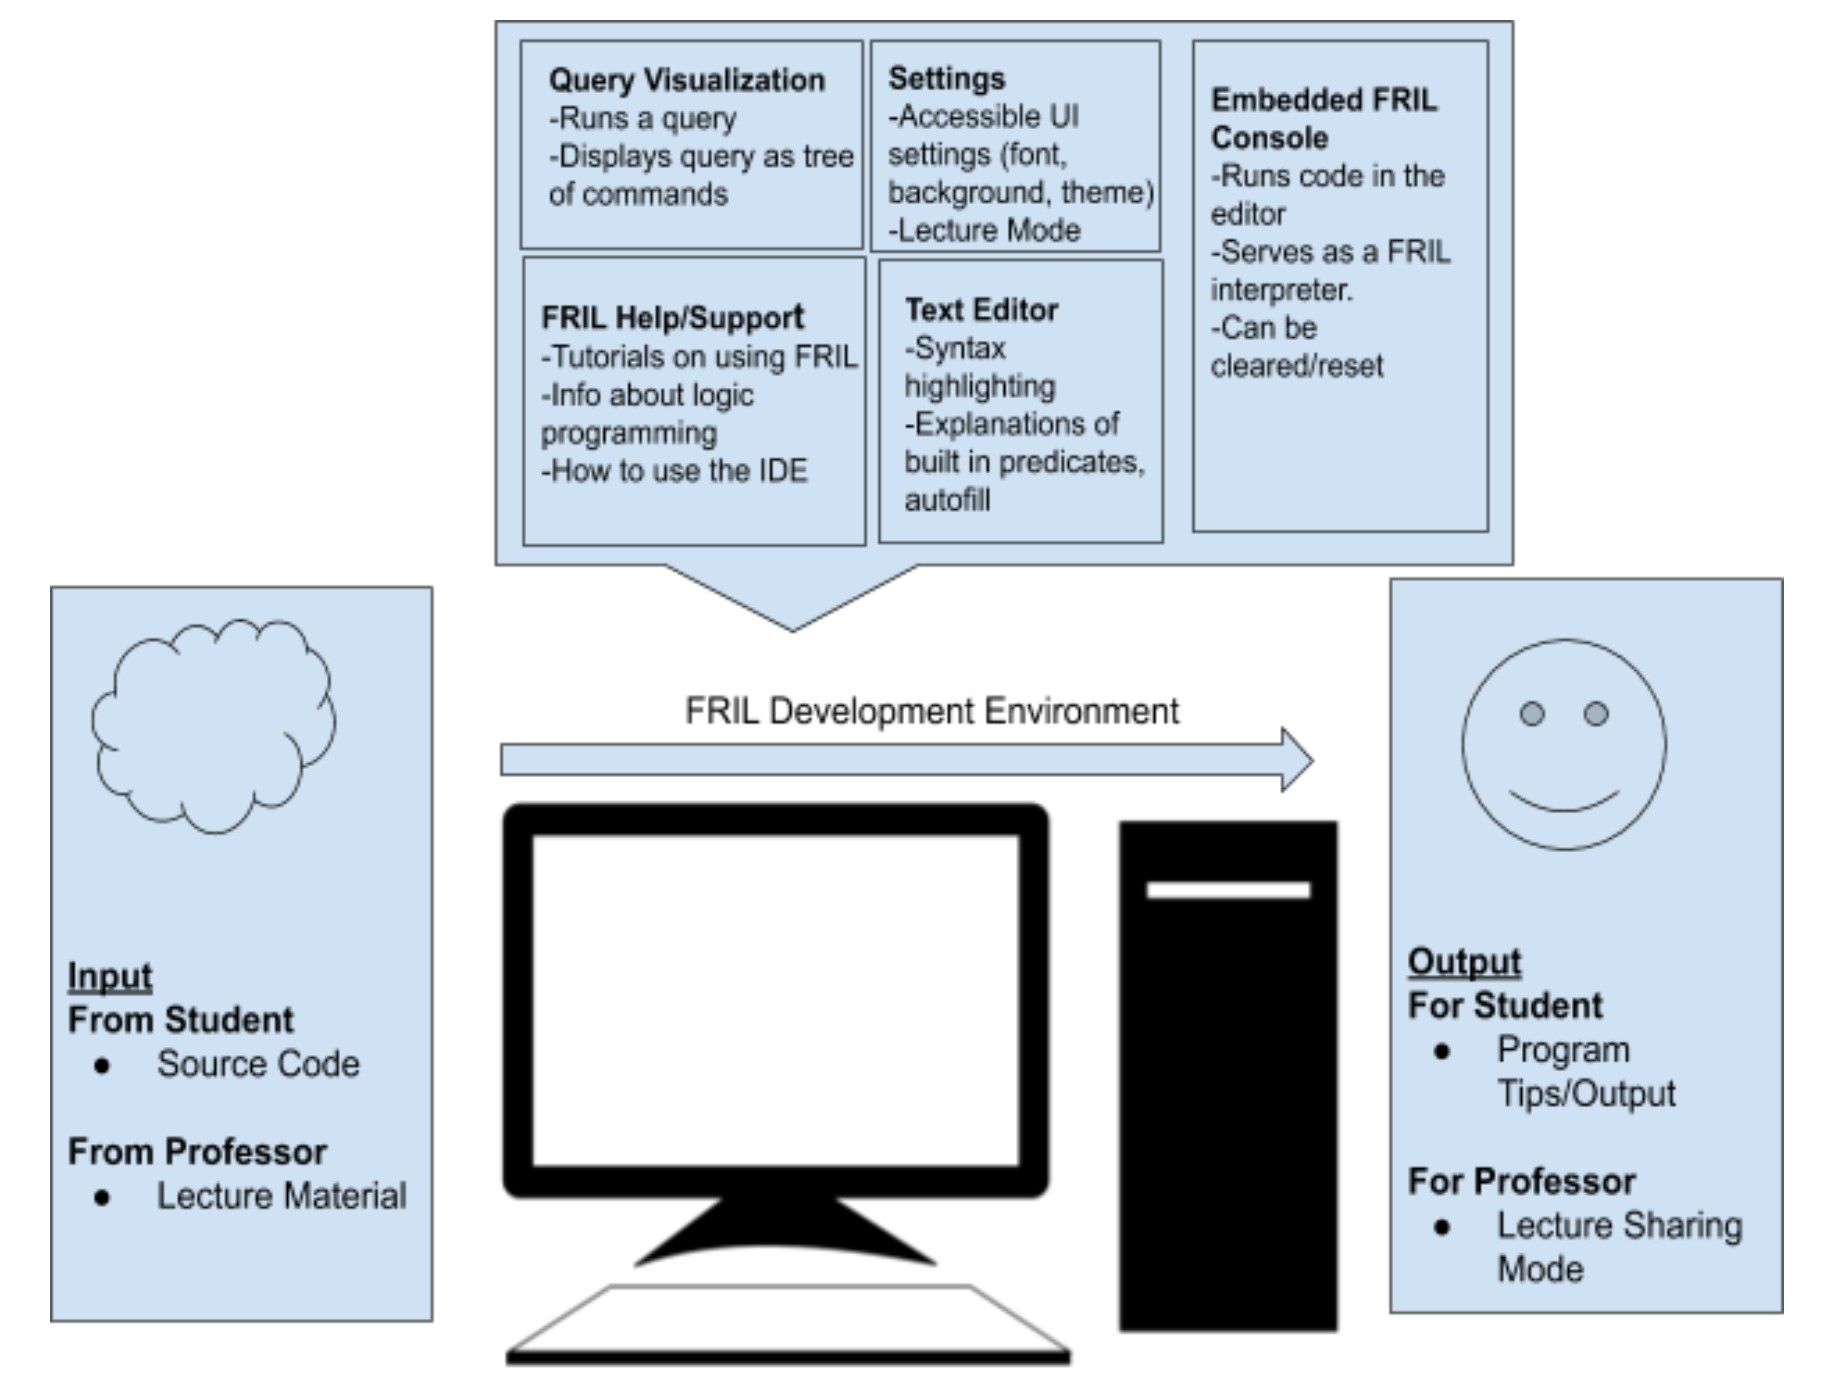 Query Visualization
-Runs a query
-Displays query as tree
of commands
Settings
-Accessible UI
settings (font,
background, theme)
-Lecture Mode
Embedded FRIL
Console
-Runs code in the
editor
-Serves as a FRIL
interpreter.
-Can be
cleared/reset
FRIL Help/Support
-Tutorials on using FRIL
-Info about logic
programming
-How to use the IDE
Text Editor
-Syntax
highlighting
-Explanations of
built in predicates,
autofill
FRIL Development Environment
Input
From Student
● Source Code
From Professor
● Lecture Material
Output
For Student
● Program
Tips/Output
For Professor
● Lecture Sharing
Mode